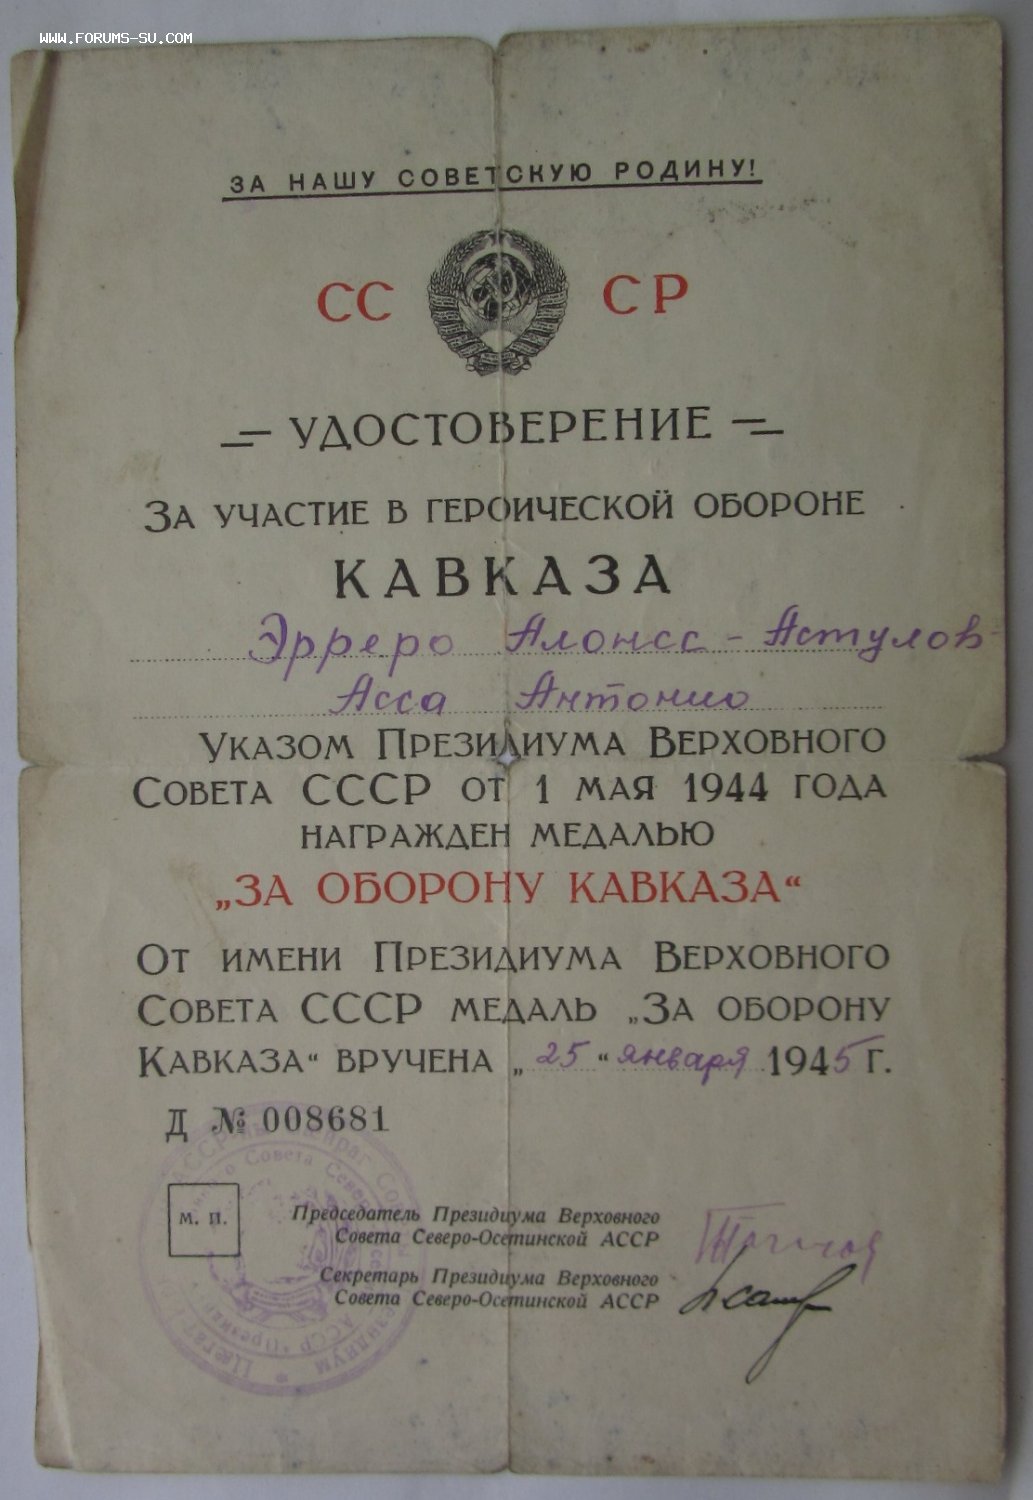 WWW.FORUMS-SU.COM
ЗА НАШУ СОВЕТСКУЮ РОДИНУ!
СС СР
УДОСТОВЕРЕНИЕ
ЗА УЧАСТИЕ В ГЕРОИЧЕСКОЙ ОБОРОНЕ
КАВКАЗА
Эрреро Алонсс - Астулов-
Асса Антонио
УКАЗОМ ПРЕЗИДИУМА ВЕРХОВНОГО
СОВЕТА СССР ОТ 1 МАЯ 1944 ГОДА
НАГРАЖДЕН МЕДАЛЬЮ
„ЗА ОБОРОНУ КАВКАЗА“
ОТ ИМЕНИ ПРЕЗИДИУМА ВЕРХОВНОГО
СОВЕТА СССР МЕДАЛЬ „ЗА ОБОРОНУ
КАВКАЗА“ ВРУЧЕНА „25“ января 1945 Г.
Д № 008681
М. П.
Председатель Президиума Верховного
Совета Северо-Осетинской АССР
Секретарь Президиума Верховного
Совета Северо-Осетинской АССР